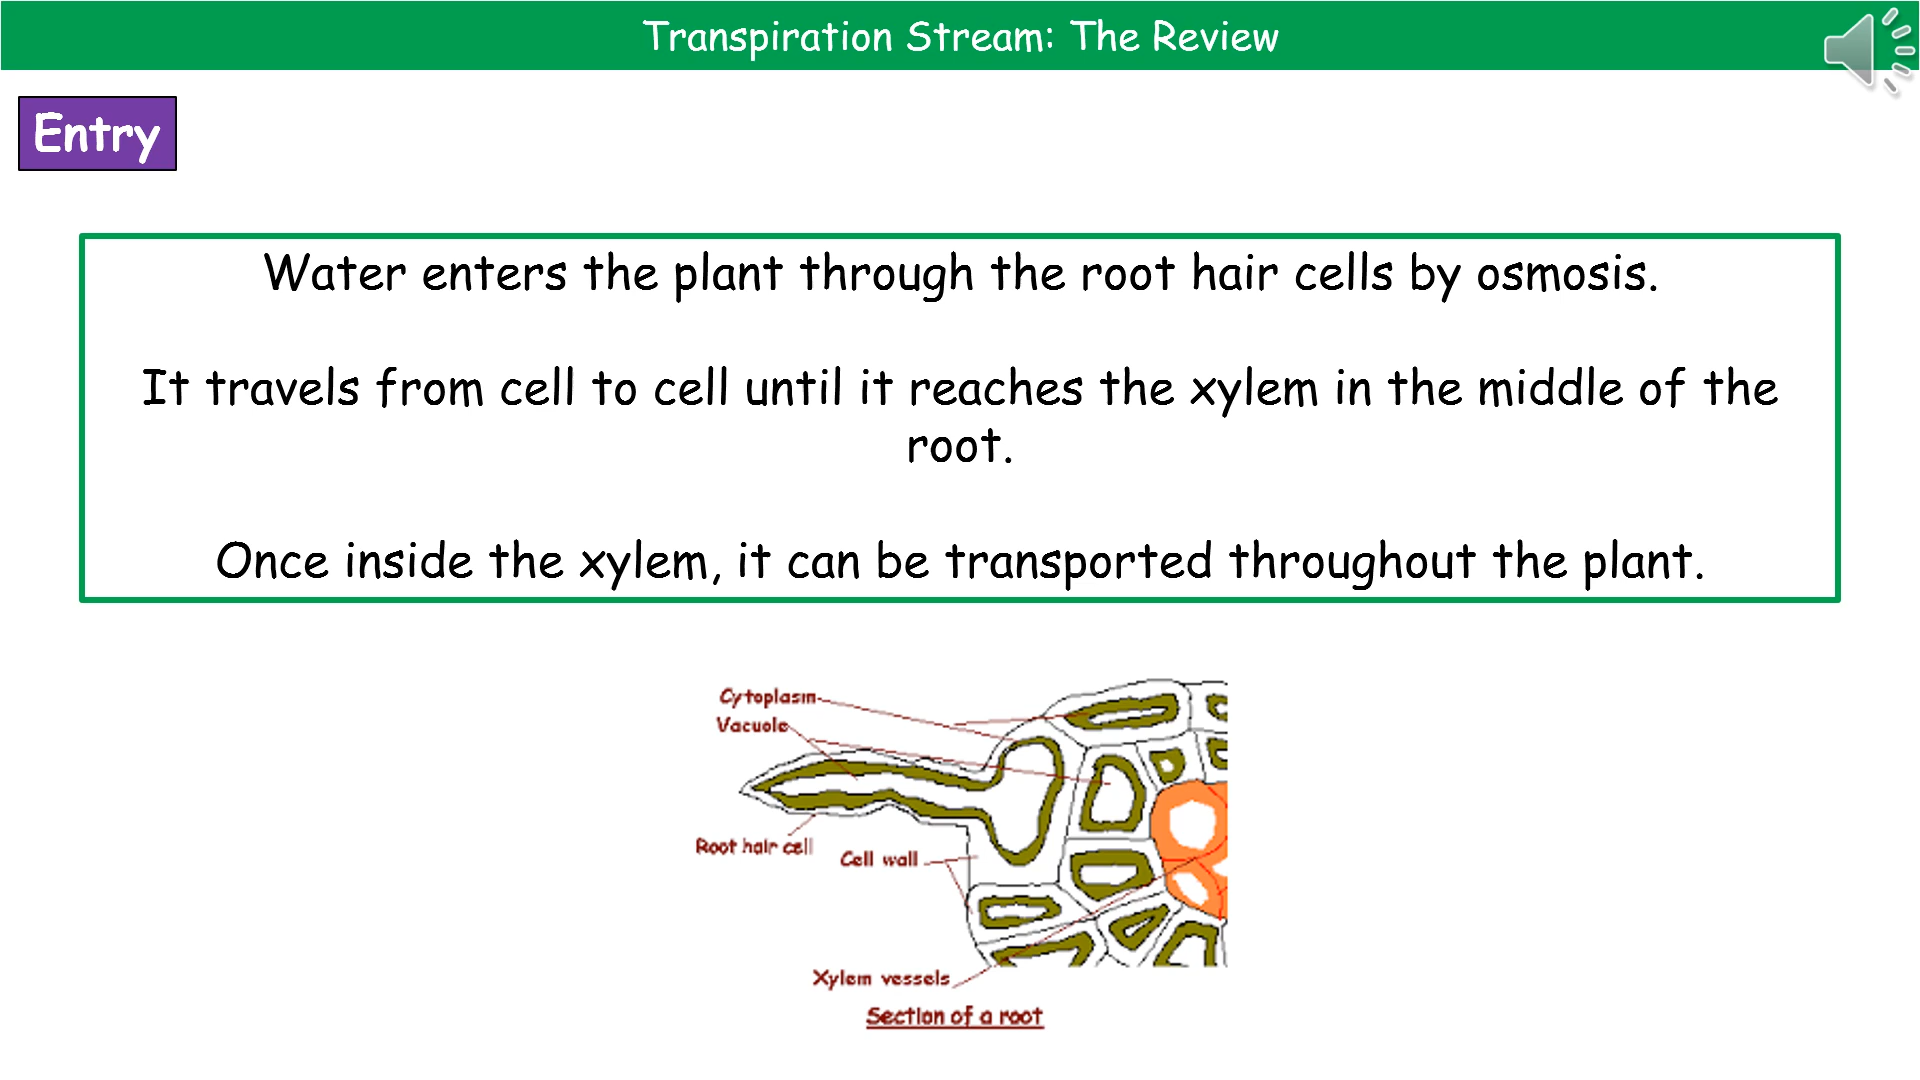 Transpiration Stream: The Review
Entry
Water enters the plant through the root hair cells by osmosis.
It travels from cell to cell until it reaches the xylem in the middle of the
root.
Once inside the xylem, it can be transported throughout the plant.
Cytoplasm
Vacuole
Root hair cell
Cell wall
Xylem vessels
Section of a root